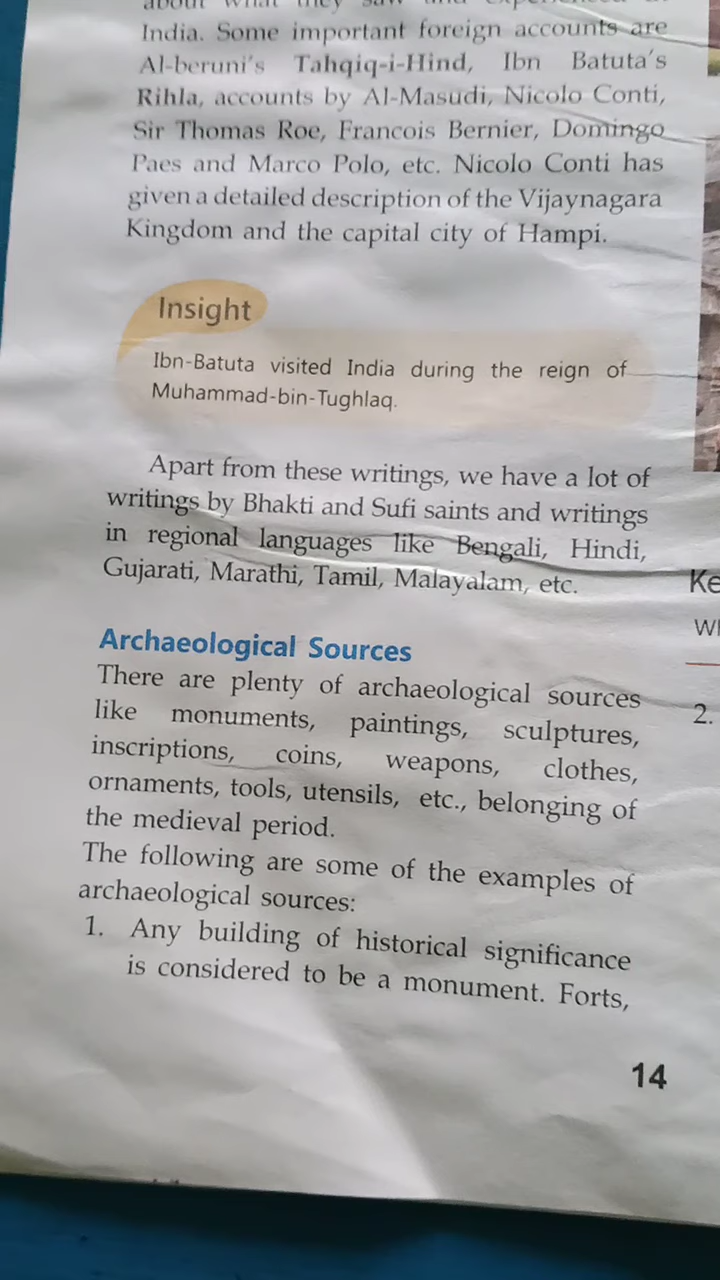 about what they saw and experienced in
India. Some important foreign accounts are
Al-beruni's Tahqiq-i-Hind, Ibn Batuta's
Rihla, accounts by Al-Masudi, Nicolo Conti,
Sir Thomas Roe, Francois Bernier, Domingo
Paes and Marco Polo, etc. Nicolo Conti has
given a detailed description of the Vijaynagara
Kingdom and the capital city of Hampi.
Insight
Ibn-Batuta visited India during the reign of
Muhammad-bin-Tughlaq.
Apart from these writings, we have a lot of
writings by Bhakti and Sufi saints and writings
in regional languages like Bengali, Hindi,
Gujarati, Marathi, Tamil, Malayalam, etc.
Archaeological Sources
There are plenty of archaeological sources
like monuments, paintings, sculptures,
inscriptions, coins, weapons, clothes,
ornaments, tools, utensils, etc., belonging of
the medieval period.
The following are some of the examples of
archaeological sources:
1. Any building of historical significance
is considered to be a monument. Forts,
14
2.